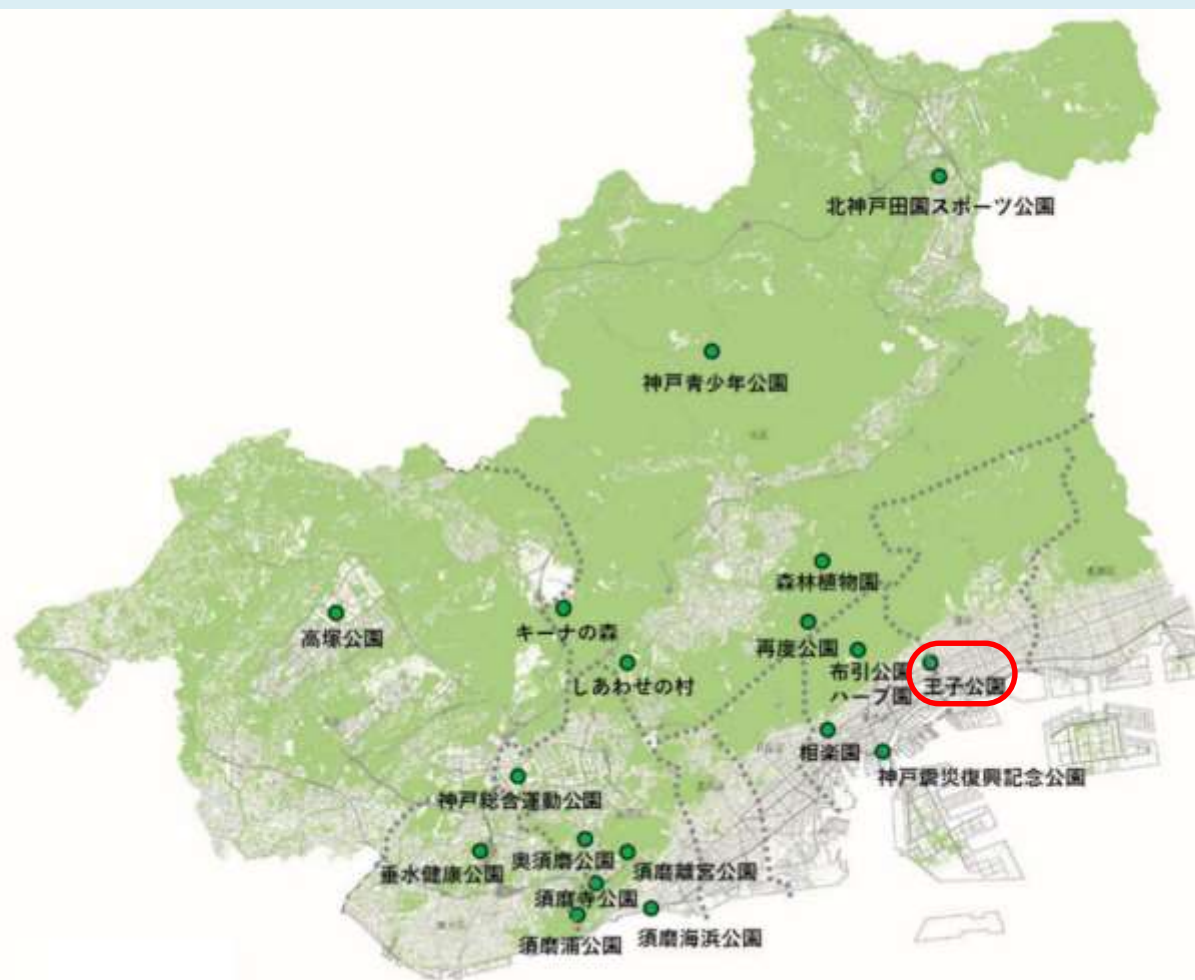 北神戸田園スポーツ公園
神戸青少年公園
森林植物園
高塚公園
キーナの森
再度公園
しあわせの村
布引公園
ハーブ園
王子公園
相楽園
神戸震災復興記念公園
神戸総合運動公園
奥須磨公園
垂水健康公園
須磨離宮公園
須磨寺公園
須磨浦公園
須磨海浜公園